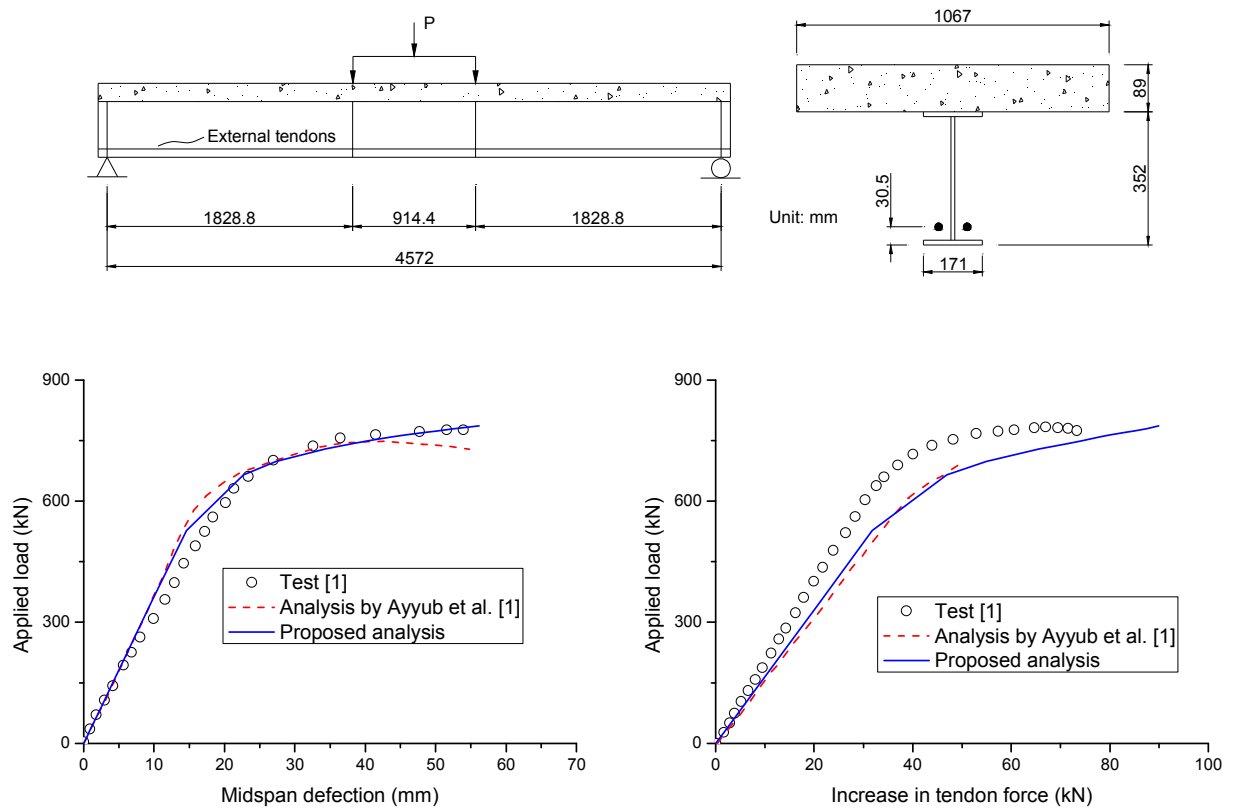 P
External tendons
1828.8
914.4
1828.8
4572
1067
89
352
30.5
Unit: mm
171
900
600
300
0
0
10
20
30
40
50
60
70
Applied load (kN)
Midspan defection (mm)
Test [1]
Analysis by Ayyub et al. [1]
Proposed analysis
900
600
300
0
0
20
40
60
80
100
Applied load (kN)
Increase in tendon force (kN)
Test [1]
Analysis by Ayyub et al. [1]
Proposed analysis